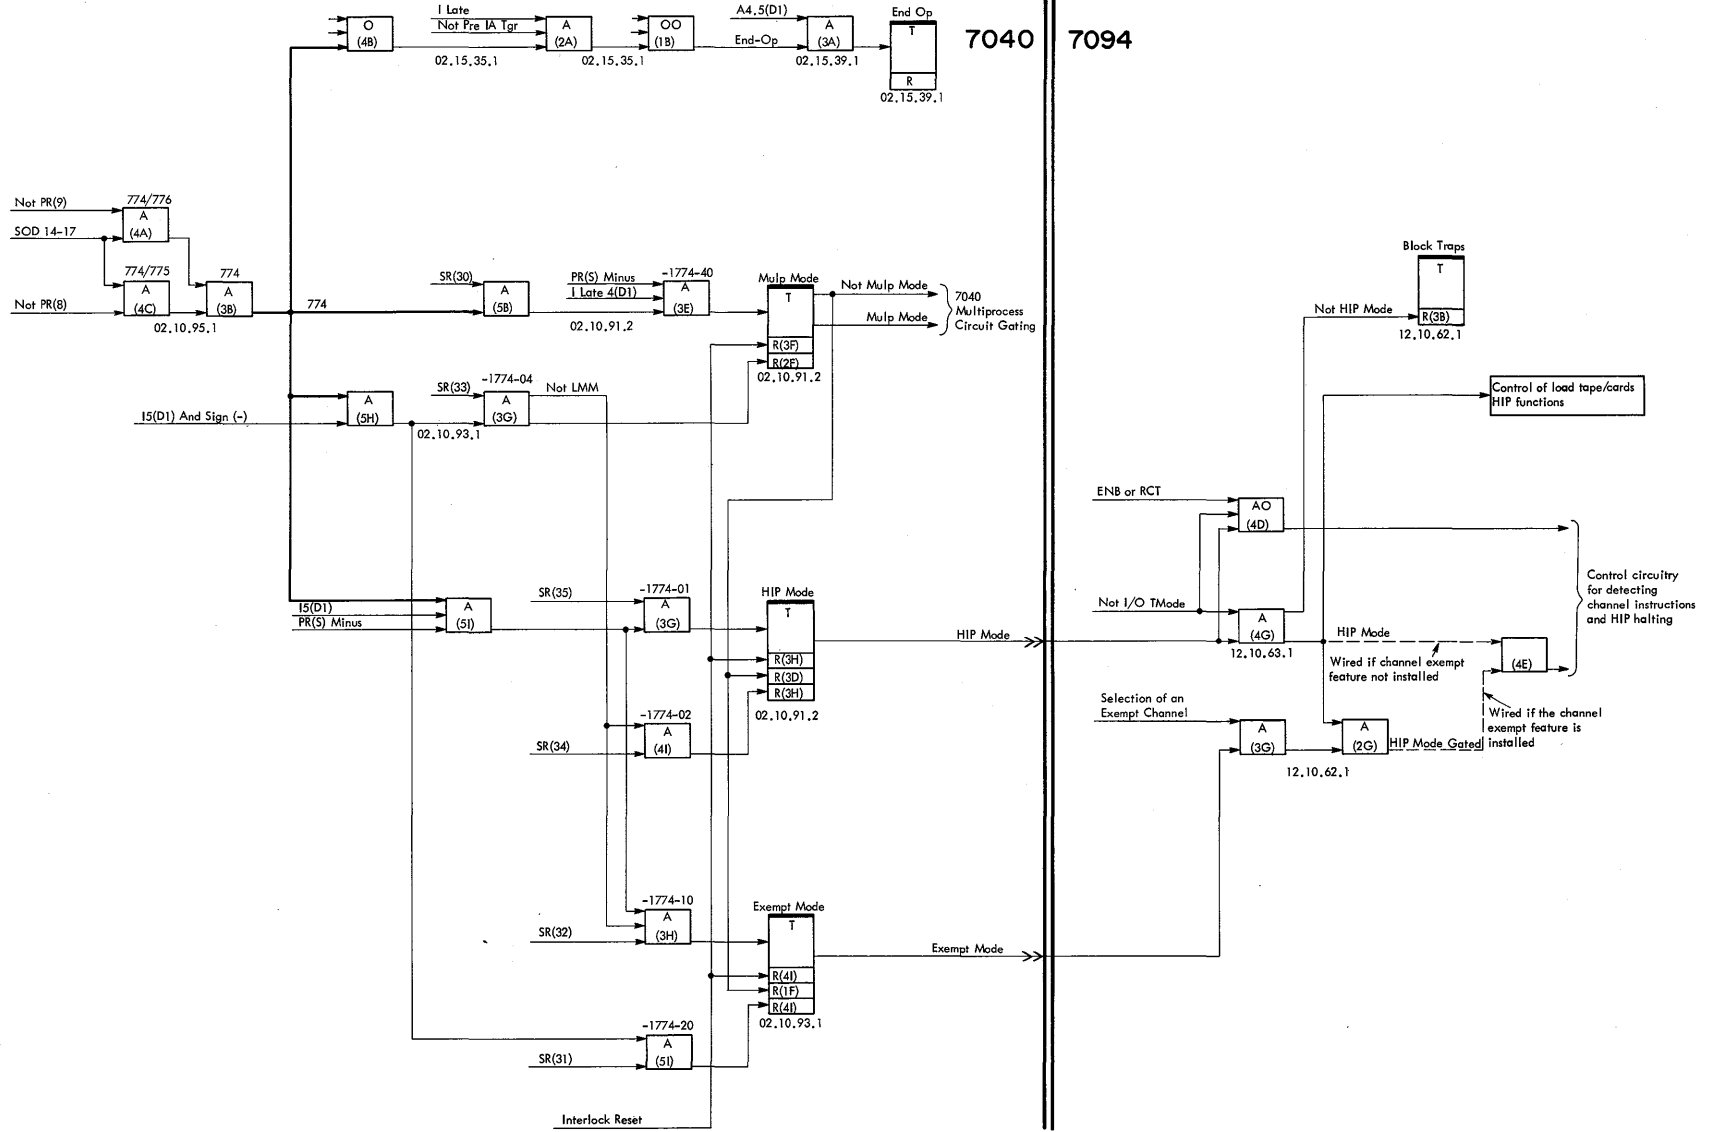 I Late
Not Pre IA Tgr
O
(4B)
A
(2A)
OO
(1B)
A4.5(D1)
End-Op
A
(3A)
End Op
T
R
02.15.35.1
02.15.35.1
02.15.39.1
02.15.39.1
7040
7094
Not PR(9)
SOD 14-17
Not PR(8)
774/776
A
(4A)
774/775
A
(4C)
774
A
(3B)
02.10.95.1
774
SR(30)
A
(5B)
PR(S) Minus
I Late 4(D1)
-1774-40
A
(3E)
02.10.91.2
Mulp Mode
T
R(3F)
R(2F)
02.10.91.2
Not Mulp Mode
Mulp Mode
7040
Multiprocess
Circuit Gating
Block Traps
T
R(3B)
12.10.62.1
Not HIP Mode
I5(D1) And Sign (-)
A
(5H)
SR(33)
-1774-04
A
(3G)
02.10.93.1
Not LMM
Control of load tape/cards
HIP functions
ENB or RCT
AO
(4D)
Not I/O TMode
A
(4G)
12.10.63.1
Control circuitry
for detecting
channel instructions
and HIP halting
I5(D1)
PR(S) Minus
A
(5I)
SR(35)
-1774-01
A
(3G)
HIP Mode
T
R(3H)
R(3D)
R(3H)
02.10.91.2
HIP Mode
HIP Mode
Wired if channel exempt
feature not installed
(4E)
-1774-02
A
(4I)
SR(34)
Selection of an
Exempt Channel
A
(3G)
A
(2G)
12.10.62.1
HIP Mode Gated
Wired if the channel
exempt feature is
installed
-1774-10
A
(3H)
SR(32)
Exempt Mode
T
R(4I)
R(1F)
R(4I)
02.10.93.1
Exempt Mode
-1774-20
A
(5I)
SR(31)
Interlock Reset